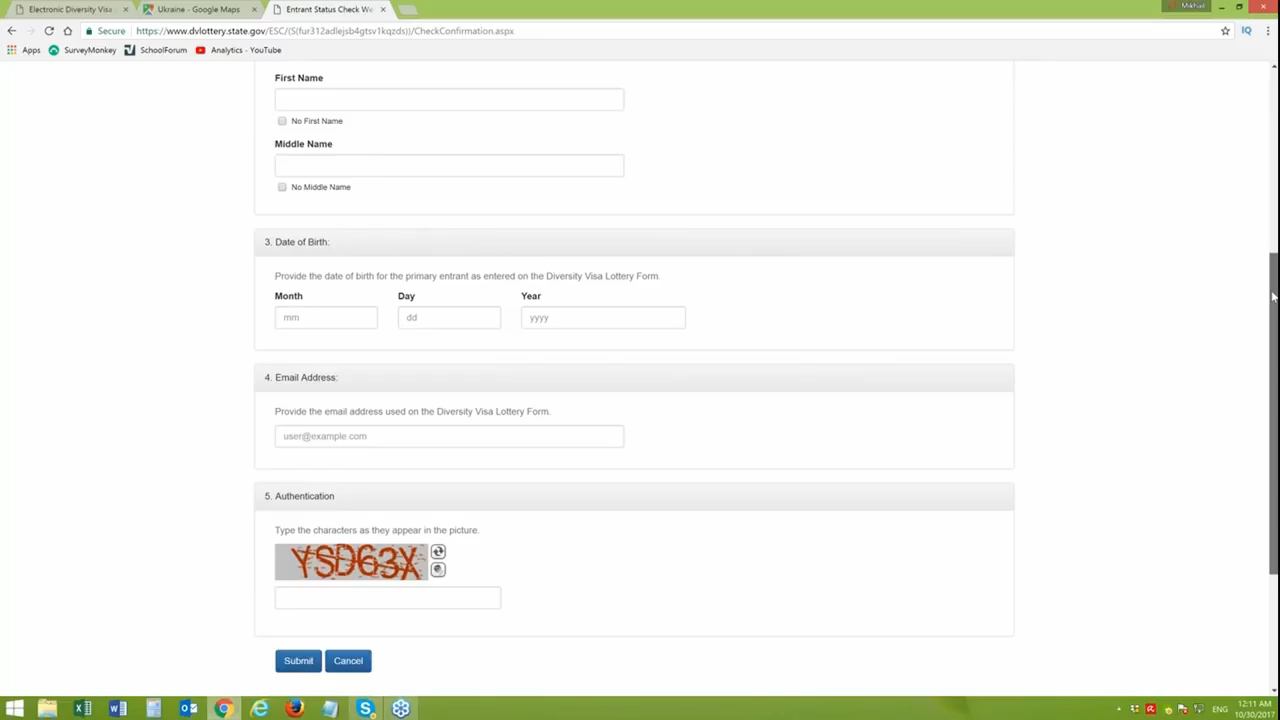 Electronic Diversity Visa
Ukraine - Google Maps
Entrant Status Check We
Mikhail
Secure
https://www.dvlottery.state.gov/ESC/(S(fur312adlejsb4gtsv1kqzds))/CheckConfirmation.aspx
Apps
SurveyMonkey
SchoolForum
Analytics - YouTube
First Name
No First Name
Middle Name
No Middle Name
3. Date of Birth:
Provide the date of birth for the primary entrant as entered on the Diversity Visa Lottery Form.
Month Day Year
mm dd yyyy
4. Email Address:
Provide the email address used on the Diversity Visa Lottery Form.
user@example.com
5. Authentication
Type the characters as they appear in the picture.
YSD63X
Submit Cancel
ENG
12:11 AM
10/30/2017